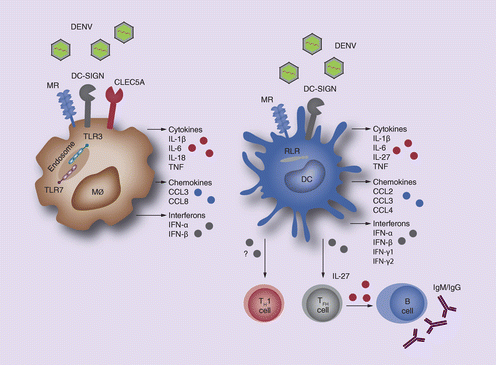 DENV
DC-SIGN
MR
CLEC5A
TLR3
Endosome
TLR7
MØ
Cytokines
IL-1β
IL-6
IL-18
TNF
Chemokines
CCL3
CCL8
Interferons
IFN-α
IFN-β
DENV
DC-SIGN
MR
RLR
DC
Cytokines
IL-1β
IL-6
IL-27
TNF
Chemokines
CCL2
CCL3
CCL4
Interferons
IFN-α
IFN-β
IFN-γ1
IFN-γ2
?
IL-27
TH1
cell
TFH
cell
B
cell
IgM/IgG